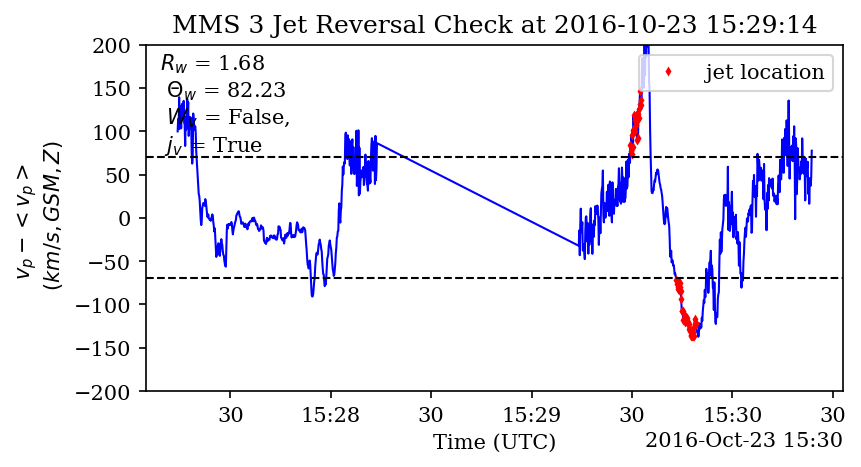 MMS 3 Jet Reversal Check at 2016-10-23 15:29:14
R_w = 1.68
Θ_w = 82.23
W_v = False,
j_v = True
jet location
v_p − <v_p>
(km/s, GSM, Z)
200
150
100
50
0
−50
−100
−150
−200
30 15:28 30 15:29 30 15:30 30
Time (UTC)
2016-Oct-23 15:30